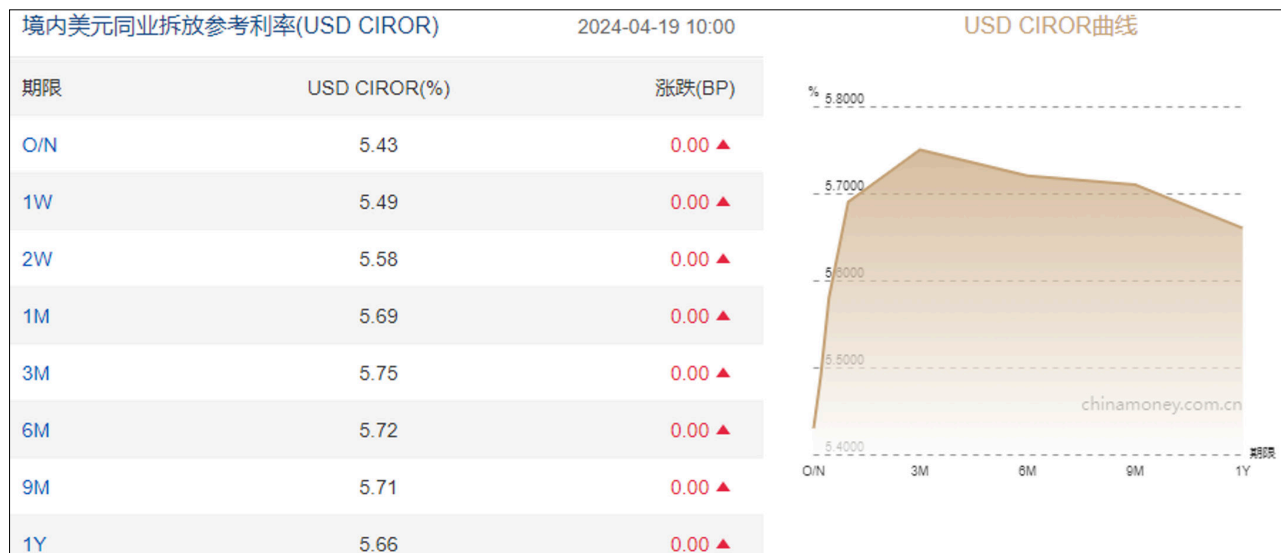 境内美元同业拆放参考利率(USD CIROR) 2024-04-19 10:00
期限 USD CIROR(%) 涨跌(BP)
O/N 5.43 0.00 ▲
1W 5.49 0.00 ▲
2W 5.58 0.00 ▲
1M 5.69 0.00 ▲
3M 5.75 0.00 ▲
6M 5.72 0.00 ▲
9M 5.71 0.00 ▲
1Y 5.66 0.00 ▲
USD CIROR曲线
%
5.8000
5.7000
5.6000
5.5000
chinamoney.com.cn
5.4000
期限
O/N 3M 6M 9M 1Y